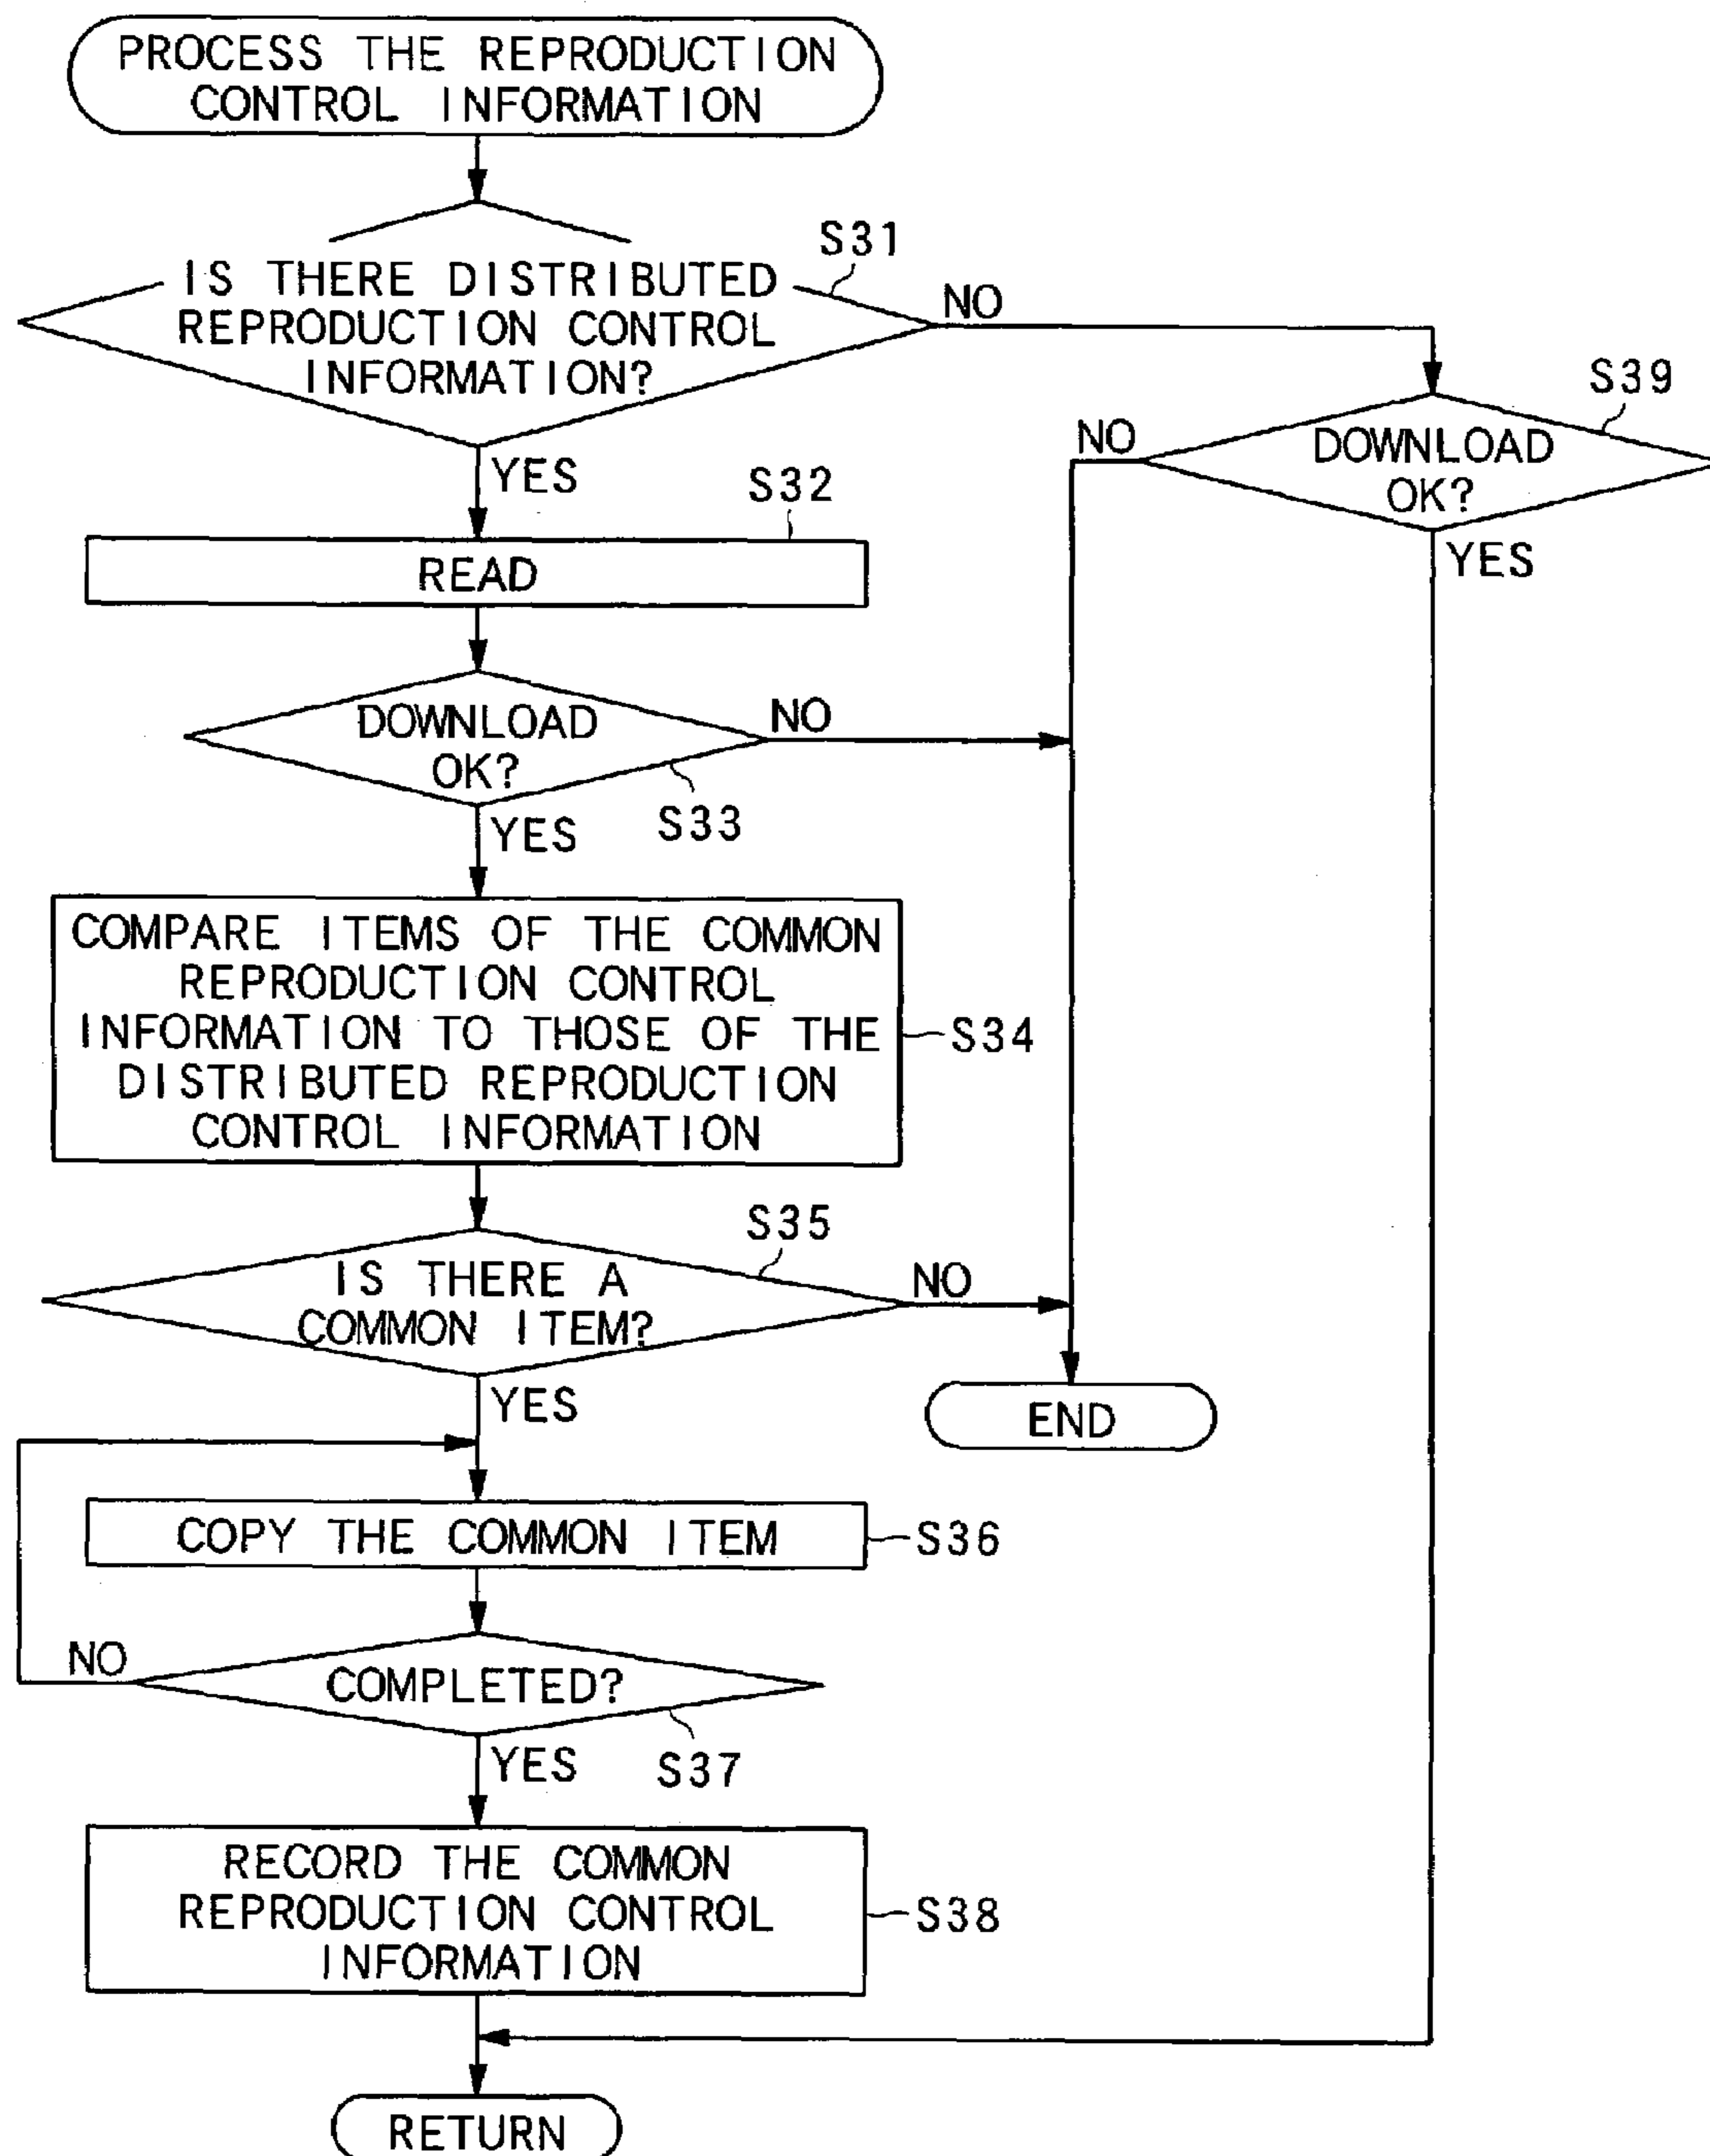 PROCESS THE REPRODUCTION
CONTROL INFORMATION
S31
IS THERE DISTRIBUTED
REPRODUCTION CONTROL
INFORMATION?
NO
YES
S39
DOWNLOAD
OK?
NO
YES
S32
READ
DOWNLOAD
OK?
NO
S33
YES
COMPARE ITEMS OF THE COMMON
REPRODUCTION CONTROL
INFORMATION TO THOSE OF THE
DISTRIBUTED REPRODUCTION
CONTROL INFORMATION
S34
S35
IS THERE A
COMMON ITEM?
NO
YES
END
COPY THE COMMON ITEM
S36
NO
COMPLETED?
YES
S37
RECORD THE COMMON
REPRODUCTION CONTROL
INFORMATION
S38
RETURN